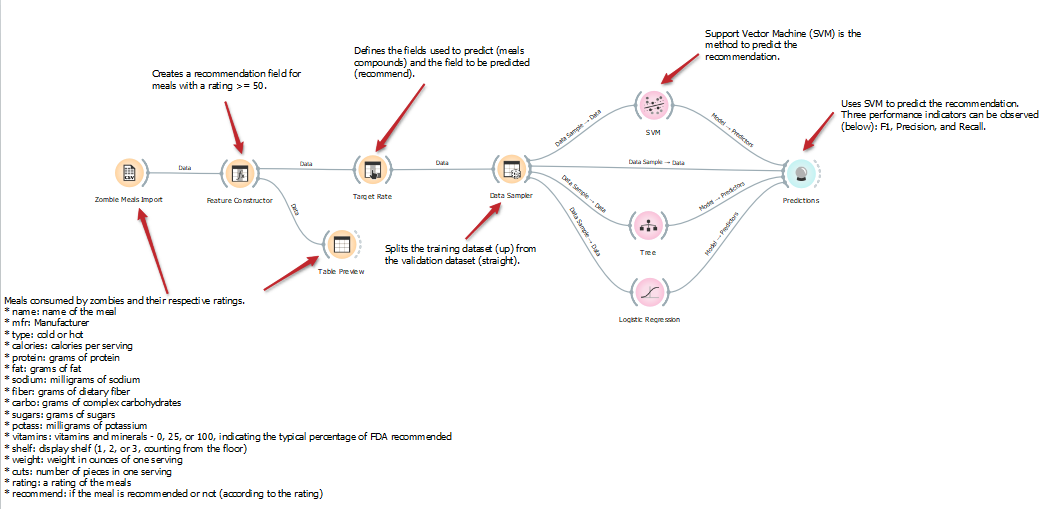 Support Vector Machine (SVM) is the
method to predict the
recommendation.
Defines the fields used to predict (meals
compounds) and the field to be predicted
(recommend).
Creates a recommendation field for
meals with a rating >= 50.
Uses SVM to predict the recommendation.
Three performance indicators can be observed
(below): F1, Precision, and Recall.
Data Sample → Data
SVM
Model → Predictors
Data
Zombie Meals Import
Feature Constructor
Data
Target Rate
Data
Data Sampler
Data Sample → Data
Predictions
Data
Table Preview
Data Sample → Data
Tree
Model → Predictors
Data Sample → Data
Logistic Regression
Model → Predictors
Splits the training dataset (up) from
the validation dataset (straight).
Meals consumed by zombies and their respective ratings.
* name: name of the meal
* mfr: Manufacturer
* type: cold or hot
* calories: calories per serving
* protein: grams of protein
* fat: grams of fat
* sodium: milligrams of sodium
* fiber: grams of dietary fiber
* carbo: grams of complex carbohydrates
* sugars: grams of sugars
* potass: milligrams of potassium
* vitamins: vitamins and minerals - 0, 25, or 100, indicating the typical percentage of FDA recommended
* shelf: display shelf (1, 2, or 3, counting from the floor)
* weight: weight in ounces of one serving
* cuts: number of pieces in one serving
* rating: a rating of the meals
* recommend: if the meal is recommended or not (according to the rating)